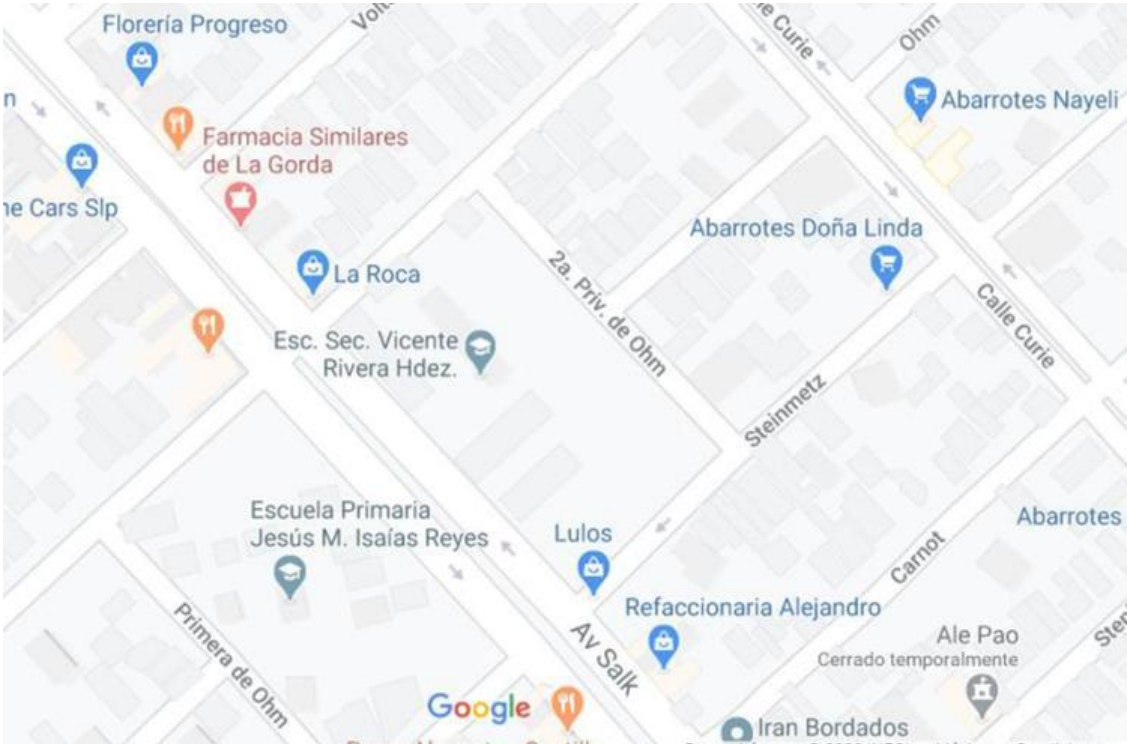 Florería Progreso
Ohm
Abarrotes Nayeli
Farmacia Similares
de La Gorda
Cars Slp
Abarrotes Doña Linda
La Roca
2a. Priv. de Ohm
Calle Curie
Esc. Sec. Vicente
Rivera Hdez.
Steinmetz
Escuela Primaria
Jesús M. Isaías Reyes
Lulos
Abarrotes
Carnot
Refaccionaria Alejandro
Primera de Ohm
Av Salk
Ale Pao
Cerrado temporalmente
Google
Iran Bordados